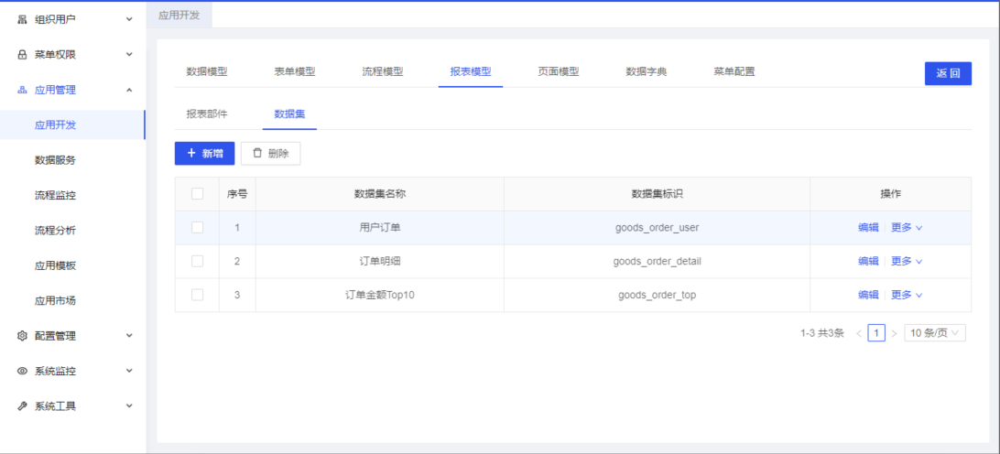 组织用户
菜单权限
应用管理
应用开发
数据服务
流程监控
流程分析
应用模板
应用市场
配置管理
系统监控
系统工具
应用开发
数据模型 表单模型 流程模型 报表模型 页面模型 数据字典 菜单配置 返回
报表部件 数据集
+ 新增 删除
序号 数据集名称 数据集标识 操作
1 用户订单 goods_order_user 编辑 更多
2 订单明细 goods_order_detail 编辑 更多
3 订单金额Top10 goods_order_top 编辑 更多
1-3 共3条 < 1 > 10 条/页